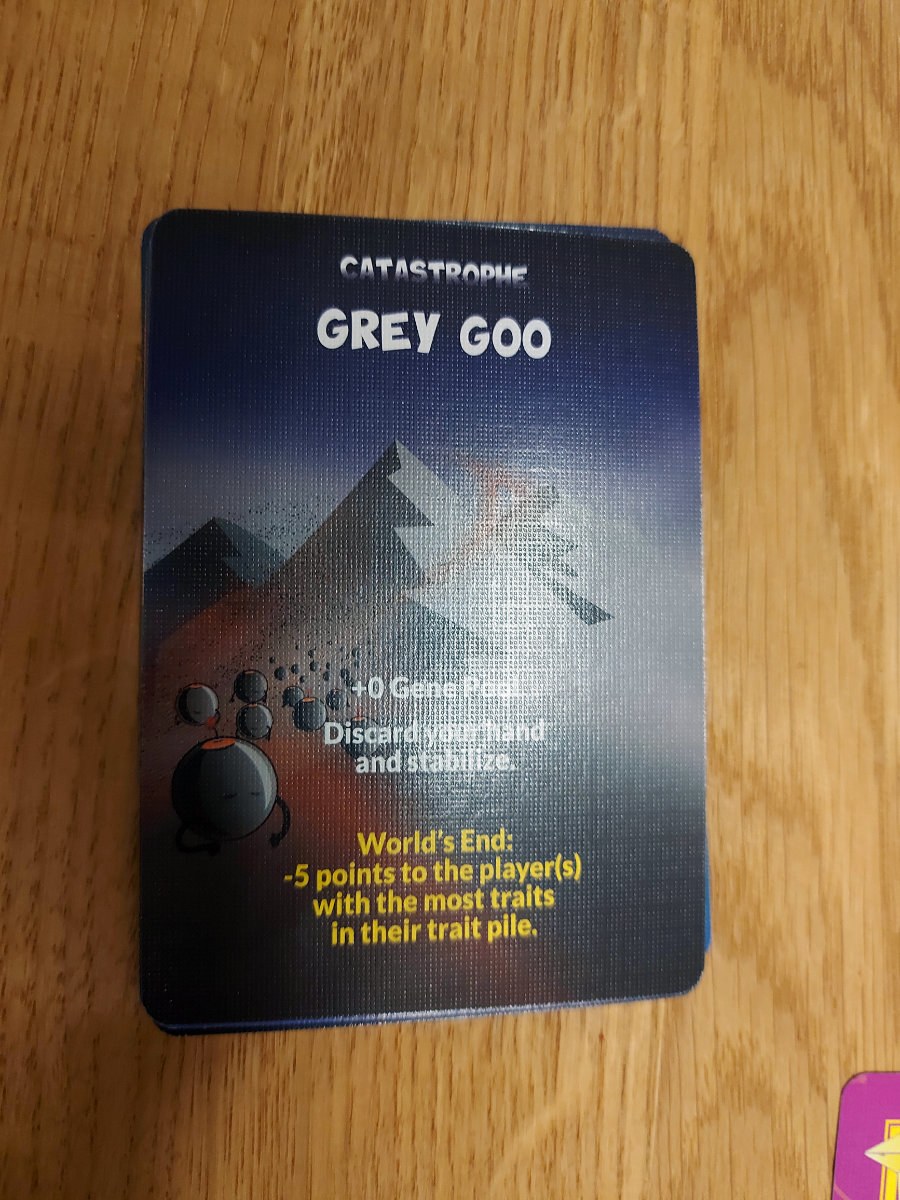 CATASTROPHE
GREY GOO
+0 Gene Pool.
Discard your hand
and stabilize.
World's End:
-5 points to the player(s)
with the most traits
in their trait pile.